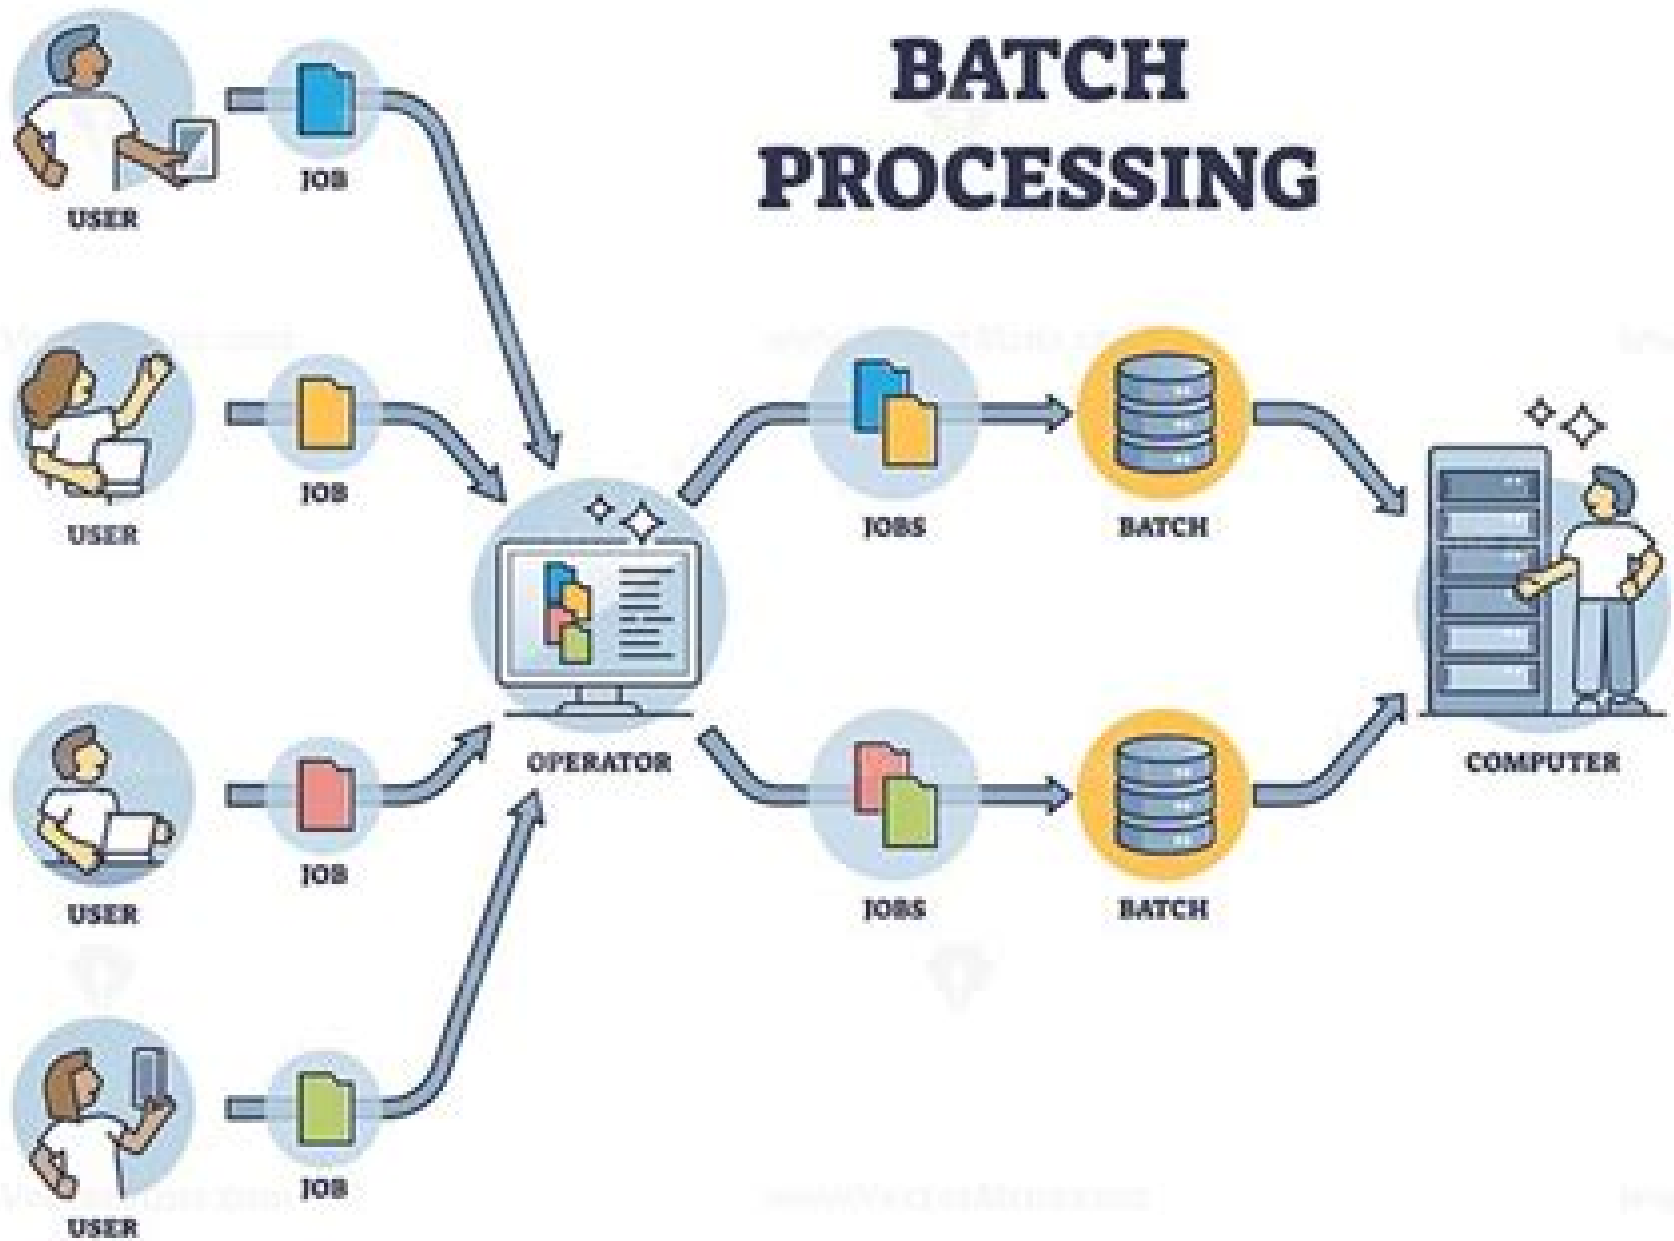 BATCH
PROCESSING
USER
JOB
USER
JOB
USER
JOB
USER
JOB
OPERATOR
JOBS
BATCH
JOBS
BATCH
COMPUTER